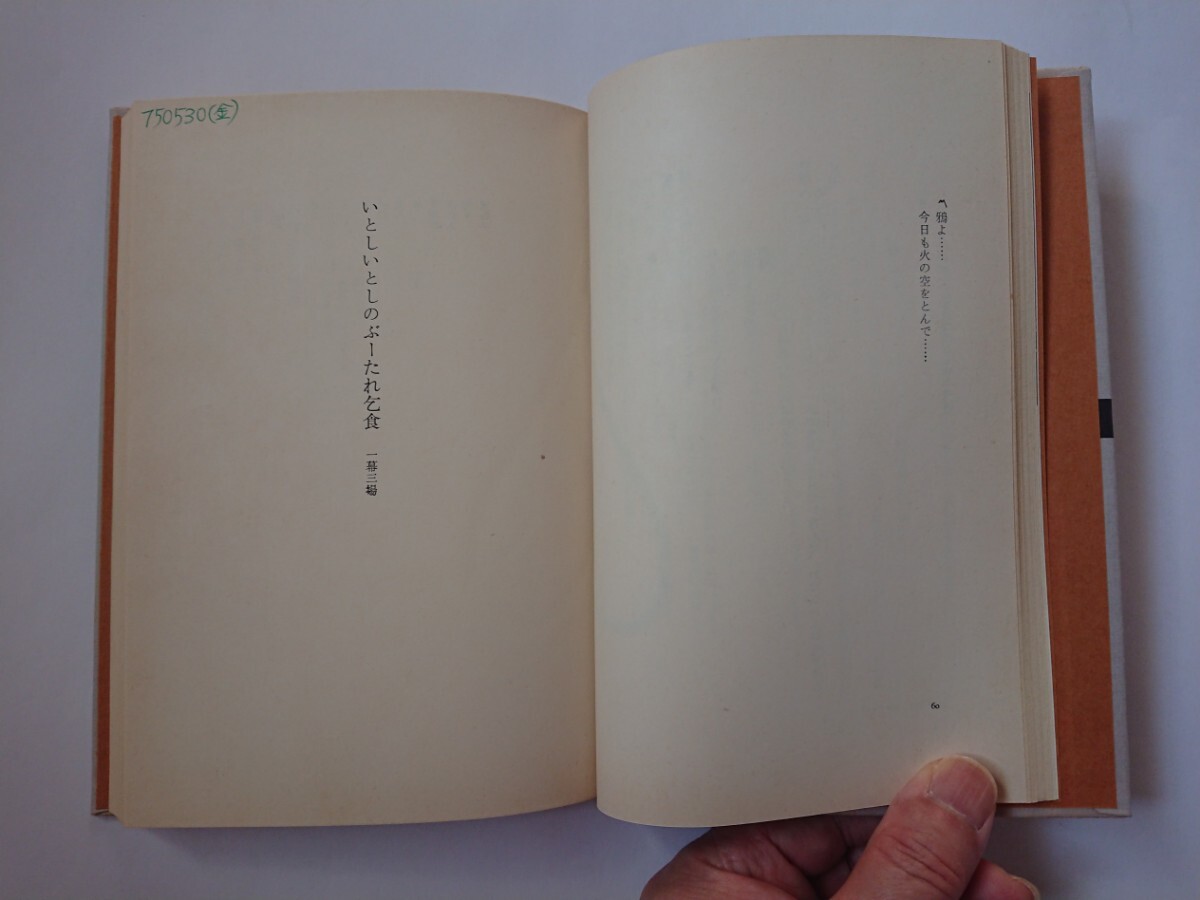 〽鴉よ……
今日も火の空をとんで……
60
750530(金)
いとしいとしのぶーたれ乞食
一幕三場